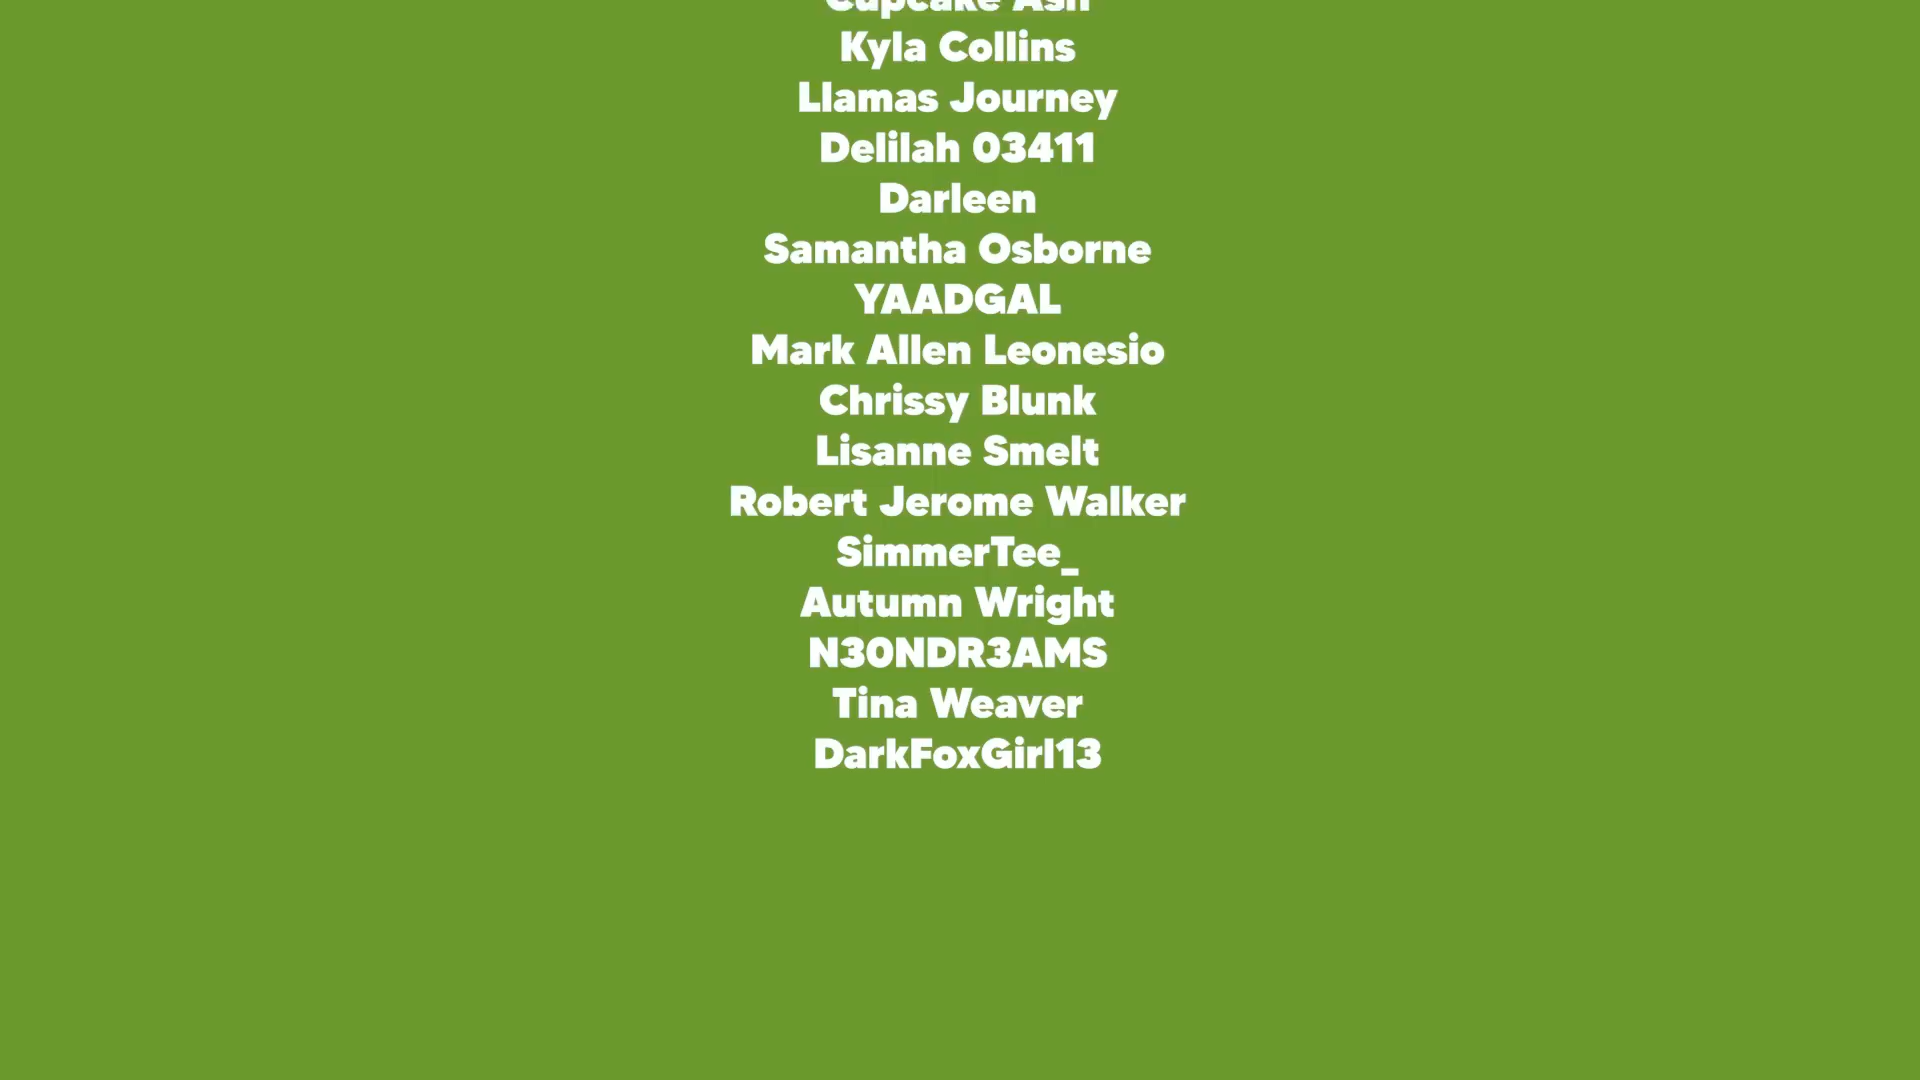 Cupcake Ash
Kyla Collins
Llamas Journey
Delilah 03411
Darleen
Samantha Osborne
YAADGAL
Mark Allen Leonesio
Chrissy Blunk
Lisanne Smelt
Robert Jerome Walker
SimmerTee_
Autumn Wright
N30NDR3AMS
Tina Weaver
DarkFoxGirl13